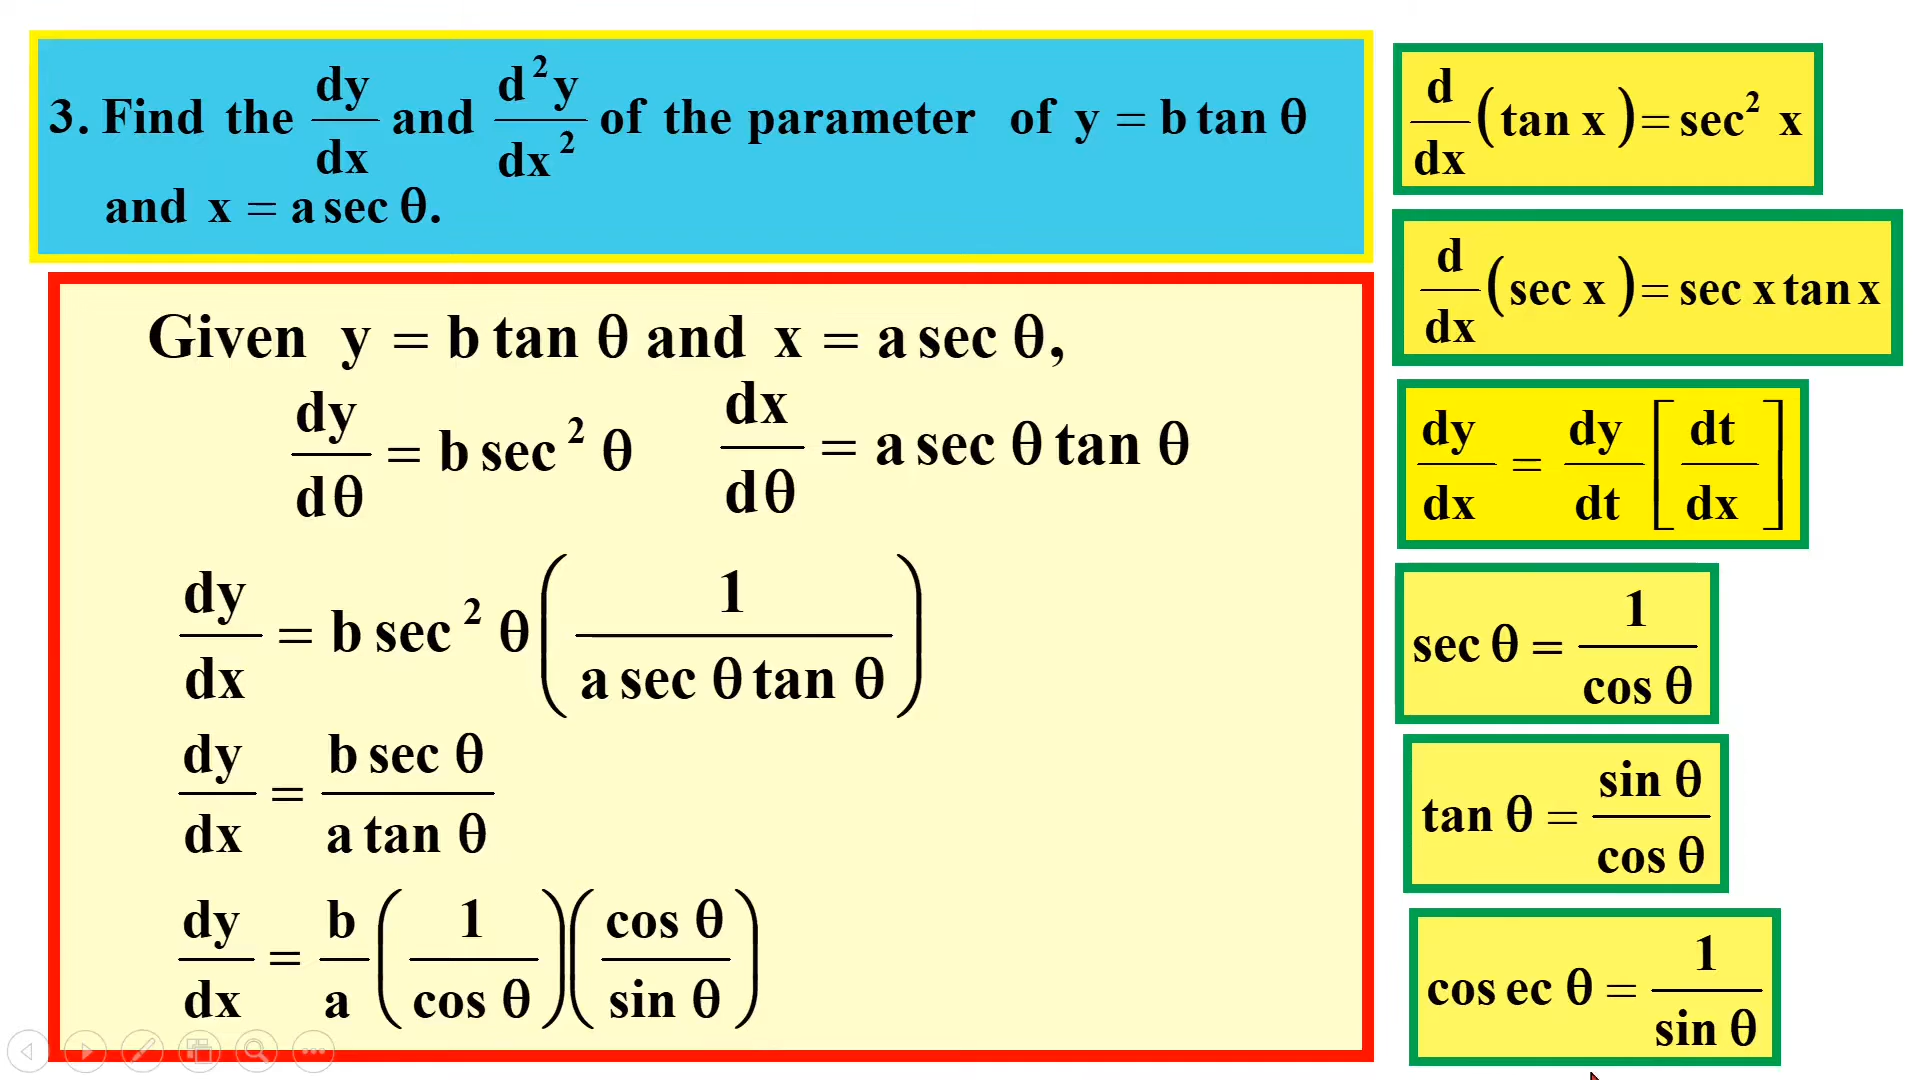 3. Find the dy/dx and d²y/dx² of the parameter of y = b tan θ
and x = a sec θ.
Given y = b tan θ and x = a sec θ,
dy/dθ = b sec² θ dx/dθ = a sec θ tan θ
dy/dx = b sec² θ (1/(a sec θ tan θ))
dy/dx = (b sec θ)/(a tan θ)
dy/dx = b/a (1/cos θ)(cos θ/sin θ)
d/dx (tan x) = sec² x
d/dx (sec x) = sec x tan x
dy/dx = dy/dt [dt/dx]
sec θ = 1/cos θ
tan θ = sin θ/cos θ
cos ec θ = 1/sin θ